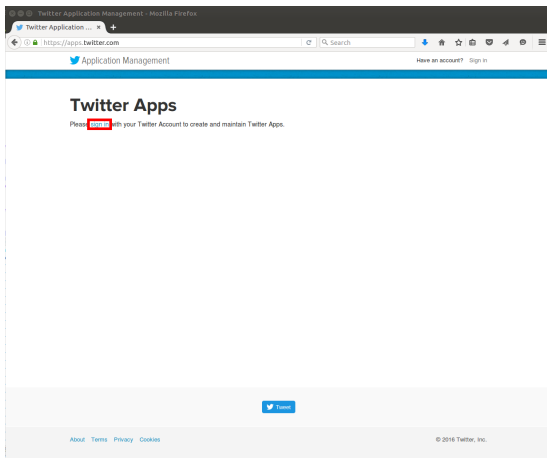 Twitter Application Management - Mozilla Firefox
Twitter Application ... × +
https://apps.twitter.com Search
Application Management Have an account? Sign in
Twitter Apps
Please sign in with your Twitter Account to create and maintain Twitter Apps.
Tweet
About Terms Privacy Cookies © 2016 Twitter, Inc.